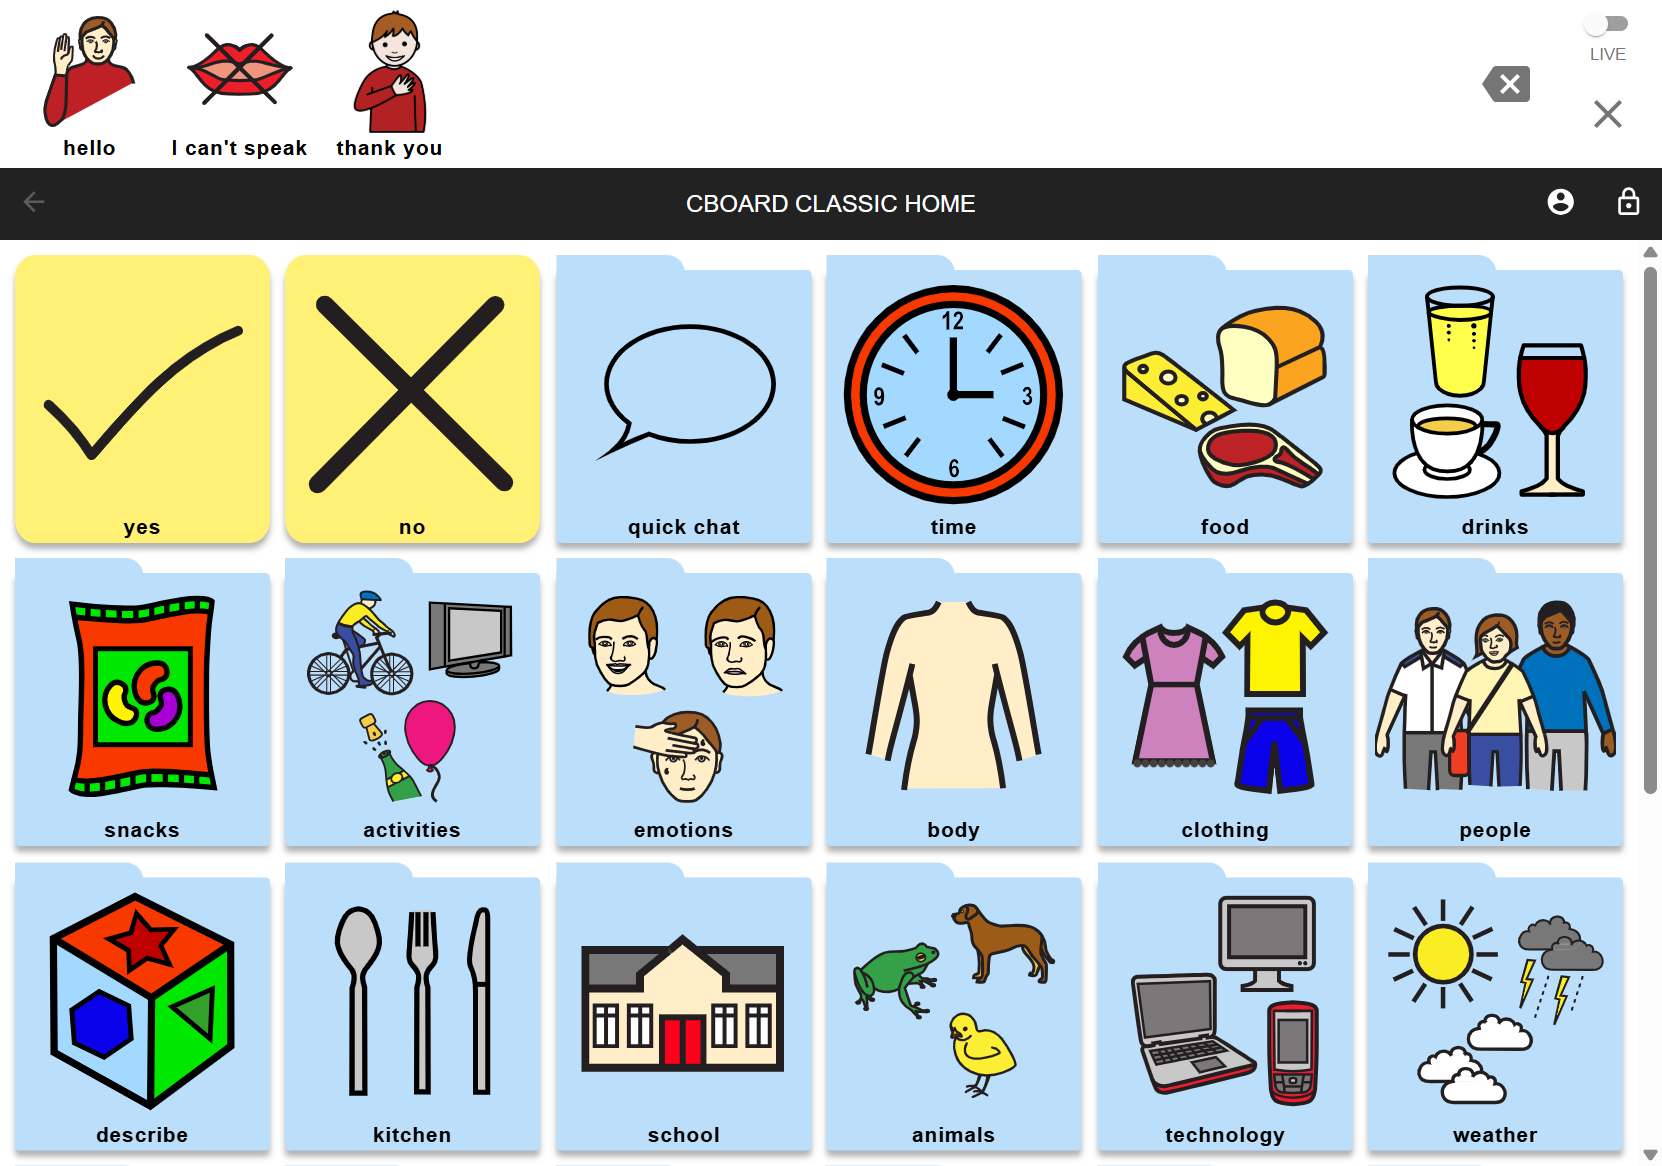 LIVE
hello
I can't speak
thank you
CBOARD CLASSIC HOME
yes
no
quick chat
12
9
3
6
time
food
drinks
snacks
activities
emotions
body
clothing
people
describe
kitchen
school
animals
technology
weather